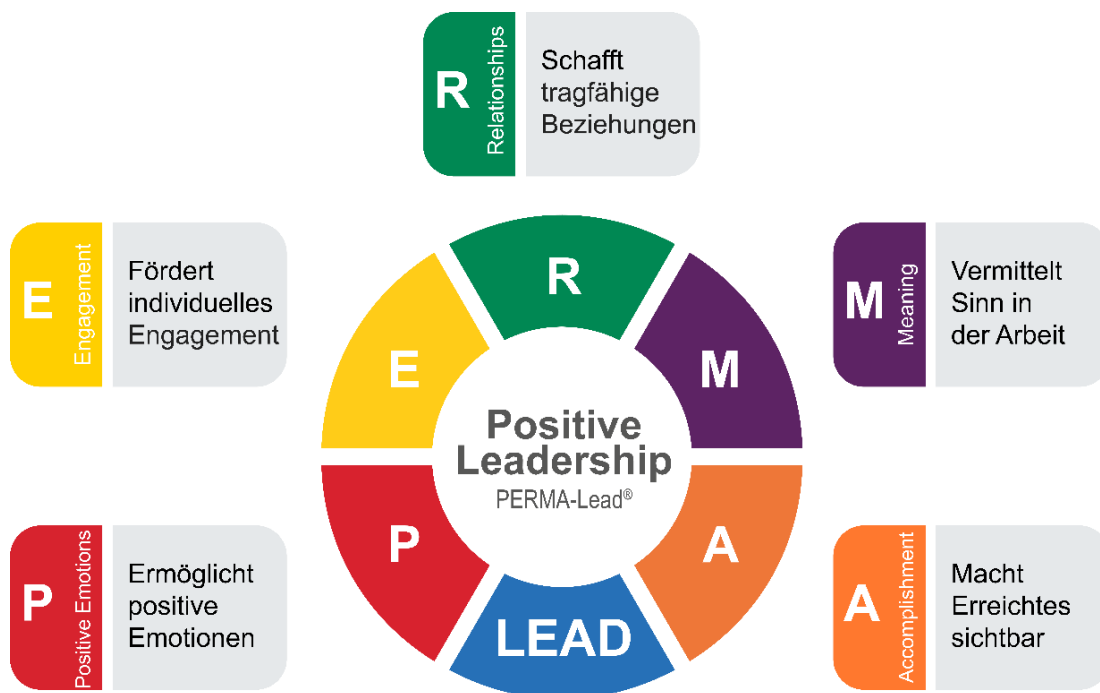 R
Relationships
Schafft
tragfähige
Beziehungen
E
Engagement
Fördert
individuelles
Engagement
M
Meaning
Vermittelt
Sinn in
der Arbeit
P
Positive Emotions
Ermöglicht
positive
Emotionen
A
Accomplishment
Macht
Erreichtes
sichtbar
R
E
M
Positive
Leadership
PERMA-Lead®
P
A
LEAD